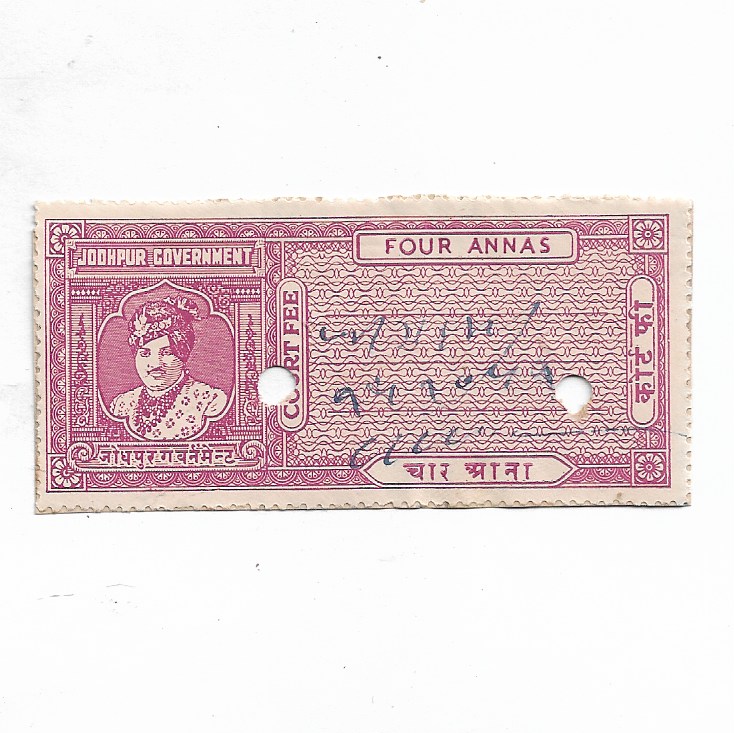 JODHPUR GOVERNMENT
जोधपुर गवर्नमेन्ट
COURT FEE
FOUR ANNAS
चार आना
कोर्ट फी